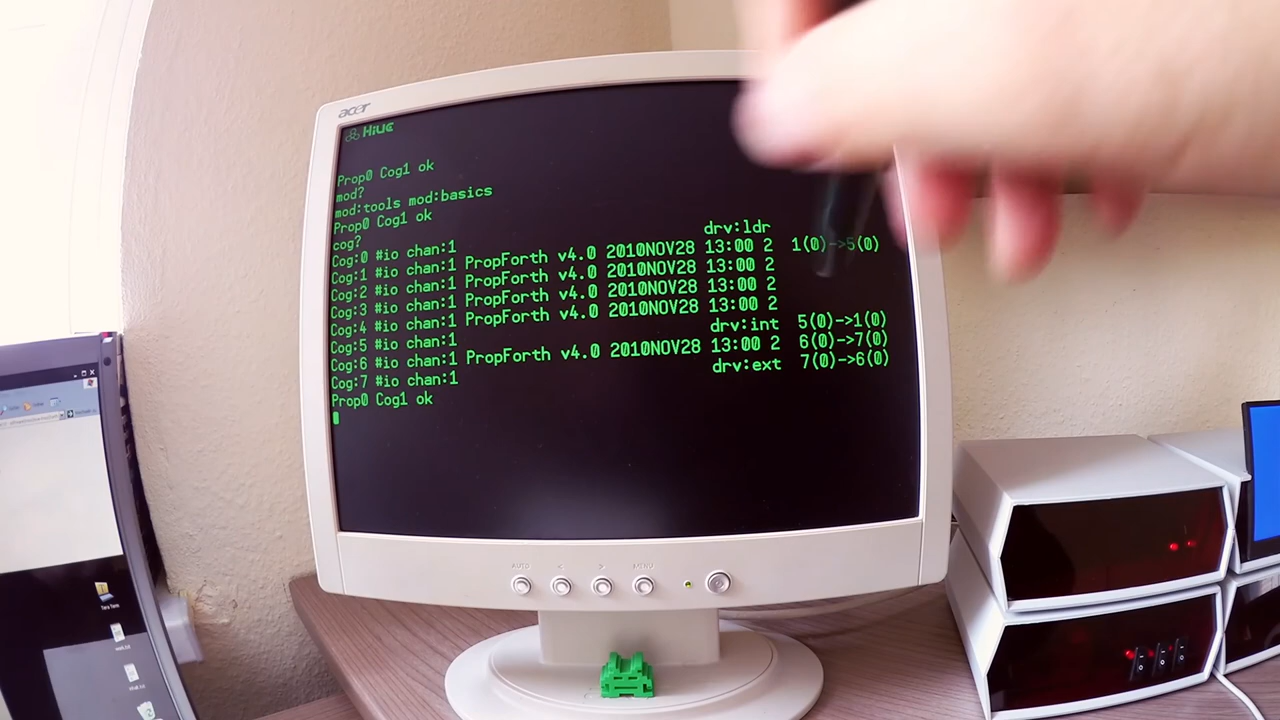 acer
Hive
Prop0 Cog1 ok
mod?
mod:tools mod:basics
Prop0 Cog1 ok
cog?
Cog:0 #io chan:1 drv:ldr
Cog:1 #io chan:1 PropForth v4.0 2010NOV28 13:00 2 1(0)->5(0)
Cog:2 #io chan:1 PropForth v4.0 2010NOV28 13:00 2
Cog:3 #io chan:1 PropForth v4.0 2010NOV28 13:00 2
Cog:4 #io chan:1 PropForth v4.0 2010NOV28 13:00 2
Cog:5 #io chan:1 drv:int 5(0)->1(0)
Cog:6 #io chan:1 PropForth v4.0 2010NOV28 13:00 2 6(0)->7(0)
Cog:7 #io chan:1 drv:ext 7(0)->6(0)
Prop0 Cog1 ok
AUTO < > MENU
Tera Term